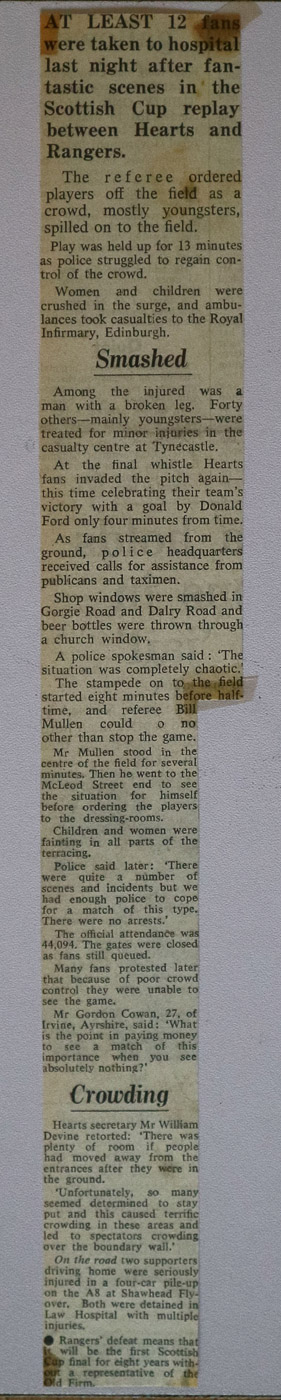 AT LEAST 12 fans
were taken to hospital
last night after fan-
tastic scenes in the
Scottish Cup replay
between Hearts and
Rangers.
The referee ordered
players off the field as a
crowd, mostly youngsters,
spilled on to the field.
Play was held up for 13 minutes
as police struggled to regain con-
trol of the crowd.
Women and children were
crushed in the surge, and ambu-
lances took casualties to the Royal
Infirmary, Edinburgh.
Smashed
Among the injured was a
man with a broken leg. Forty
others—mainly youngsters—were
treated for minor injuries in the
casualty centre at Tynecastle.
At the final whistle Hearts
fans invaded the pitch again—
this time celebrating their team's
victory with a goal by Donald
Ford only four minutes from time.
As fans streamed from the
ground, police headquarters
received calls for assistance from
publicans and taximen.
Shop windows were smashed in
Gorgie Road and Dalry Road and
beer bottles were thrown through
a church window.
A police spokesman said: 'The
situation was completely chaotic.'
The stampede on to the field
started eight minutes before half-
time, and referee Bill
Mullen could o no
other than stop the game.
Mr Mullen stood in the
centre of the field for several
minutes. Then he went to the
McLeod Street end to see
the situation for himself
before ordering the players
to the dressing-rooms.
Children and women were
fainting in all parts of the
terracing.
Police said later: 'There
were quite a number of
scenes and incidents but we
had enough police to cope
for a match of this type.
There were no arrests.'
The official attendance was
44,094. The gates were closed
as fans still queued.
Many fans protested later
that because of poor crowd
control they were unable to
see the game.
Mr Gordon Cowan, 27, of
Irvine, Ayrshire, said: 'What
is the point in paying money
to see a match of this
importance when you see
absolutely nothing?'
Crowding
Hearts secretary Mr William
Devine retorted: 'There was
plenty of room if people
had moved away from the
entrances after they were in
the ground.
'Unfortunately, so many
seemed determined to stay
put and this caused terrific
crowding in these areas and
led to spectators crowding
over the boundary wall.'
On the road two supporters
driving home were seriously
injured in a four-car pile-up
on the A8 at Shawhead Fly-
over. Both were detained in
Law Hospital with multiple
injuries.
● Rangers' defeat means that
it will be the first Scottish
Cup final for eight years with-
out a representative of the
Old Firm.